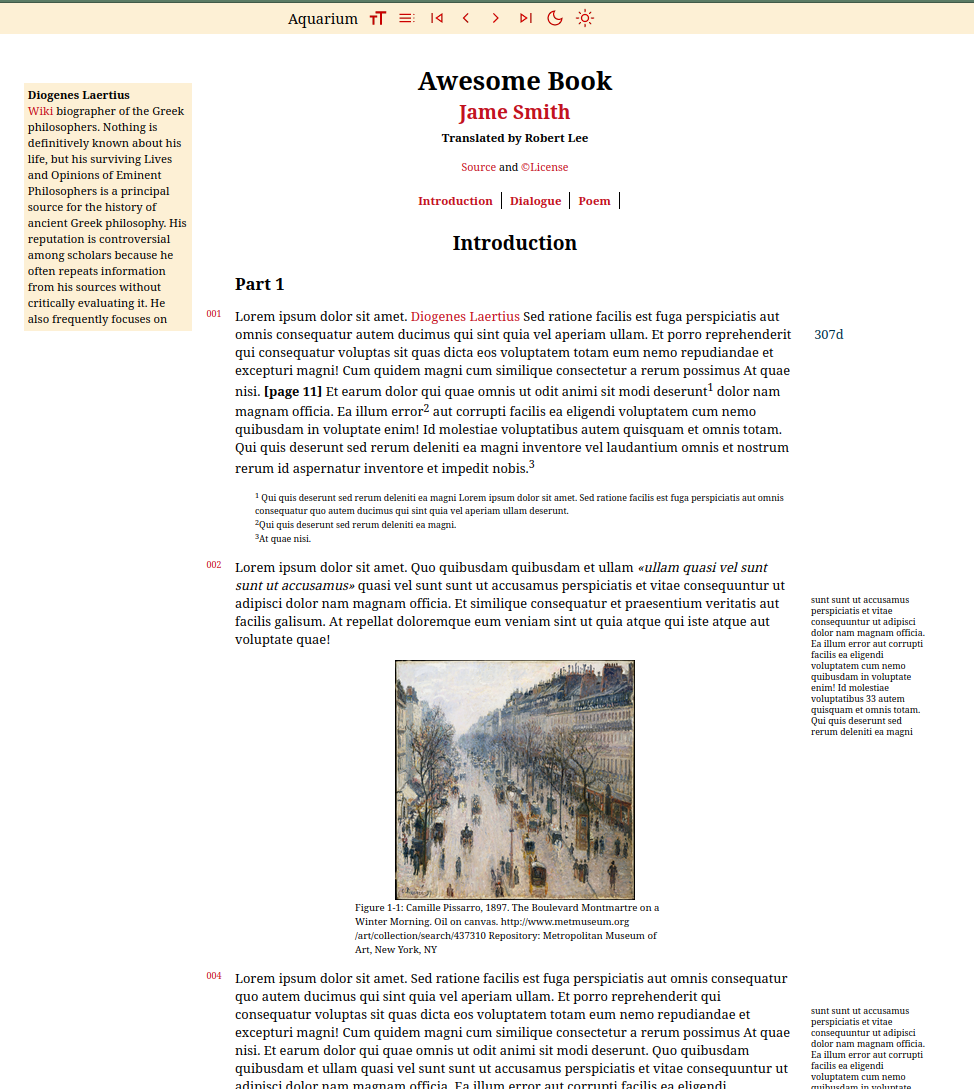 Aquarium
Awesome Book
Jame Smith
Translated by Robert Lee
Source and ©License
Introduction
Dialogue
Poem
Diogenes Laertius
Wiki biographer of the Greek
philosophers. Nothing is
definitively known about his
life, but his surviving Lives
and Opinions of Eminent
Philosophers is a principal
source for the history of
ancient Greek philosophy. His
reputation is controversial
among scholars because he
often repeats information
from his sources without
critically evaluating it. He
also frequently focuses on
Introduction
Part 1
001
Lorem ipsum dolor sit amet. Diogenes Laertius Sed ratione facilis est fuga perspiciatis aut
omnis consequatur autem ducimus qui sint quia vel aperiam ullam. Et porro reprehenderit
307d
qui consequatur voluptas sit quas dicta eos voluptatem totam eum nemo repudiandae et
excepturi magni! Cum quidem magni cum similique consectetur a rerum possimus At quae
nisi. [page 11] Et earum dolor qui quae omnis ut odit animi sit modi deserunt¹ dolor nam
magnam officia. Ea illum error² aut corrupti facilis ea eligendi voluptatem cum nemo
quibusdam in voluptate enim! Id molestiae voluptatibus autem quisquam et omnis totam.
Qui quis deserunt sed rerum deleniti ea magni inventore vel laudantium omnis et nostrum
rerum id aspernatur inventore et impedit nobis.³
¹ Qui quis deserunt sed rerum deleniti ea magni Lorem ipsum dolor sit amet. Sed ratione facilis est fuga perspiciatis aut omnis
consequatur quo autem ducimus qui sint quia vel aperiam ullam deserunt.
²Qui quis deserunt sed rerum deleniti ea magni.
³At quae nisi.
002
Lorem ipsum dolor sit amet. Quo quibusdam quibusdam et ullam «ullam quasi vel sunt
sunt ut accusamus» quasi vel sunt sunt ut accusamus perspiciatis et vitae consequuntur ut
adipisci dolor nam magnam officia. Et similique consequatur et praesentium veritatis aut
facilis galisum. At repellat doloremque eum veniam sint ut quia atque qui iste atque aut
voluptate quae!
sunt sunt ut accusamus
perspiciatis et vitae
consequuntur ut adipisci
dolor nam magnam officia.
Ea illum error aut corrupti
facilis ea eligendi
voluptatem cum nemo
quibusdam in voluptate
enim! Id molestiae
voluptatibus 33 autem
quisquam et omnis totam.
Qui quis deserunt sed
rerum deleniti ea magni
Figure 1-1: Camille Pissarro, 1897. The Boulevard Montmartre on a
Winter Morning. Oil on canvas. http://www.metmuseum.org
/art/collection/search/437310 Repository: Metropolitan Museum of
Art, New York, NY
004
Lorem ipsum dolor sit amet. Sed ratione facilis est fuga perspiciatis aut omnis consequatur
quo autem ducimus qui sint quia vel aperiam ullam. Et porro reprehenderit qui
consequatur voluptas sit quas dicta eos voluptatem totam eum nemo repudiandae et
excepturi magni! Cum quidem magni cum similique consectetur a rerum possimus At quae
nisi. Et earum dolor qui quae omnis ut odit animi sit modi deserunt. Quo quibusdam
quibusdam et ullam quasi vel sunt sunt ut accusamus perspiciatis et vitae consequuntur ut
adipisci dolor nam magnam officia. Ea illum error aut corrupti facilis ea eligendi
sunt sunt ut accusamus
perspiciatis et vitae
consequuntur ut adipisci
dolor nam magnam officia.
Ea illum error aut corrupti
facilis ea eligendi
voluptatem cum nemo
quibusdam in voluptate